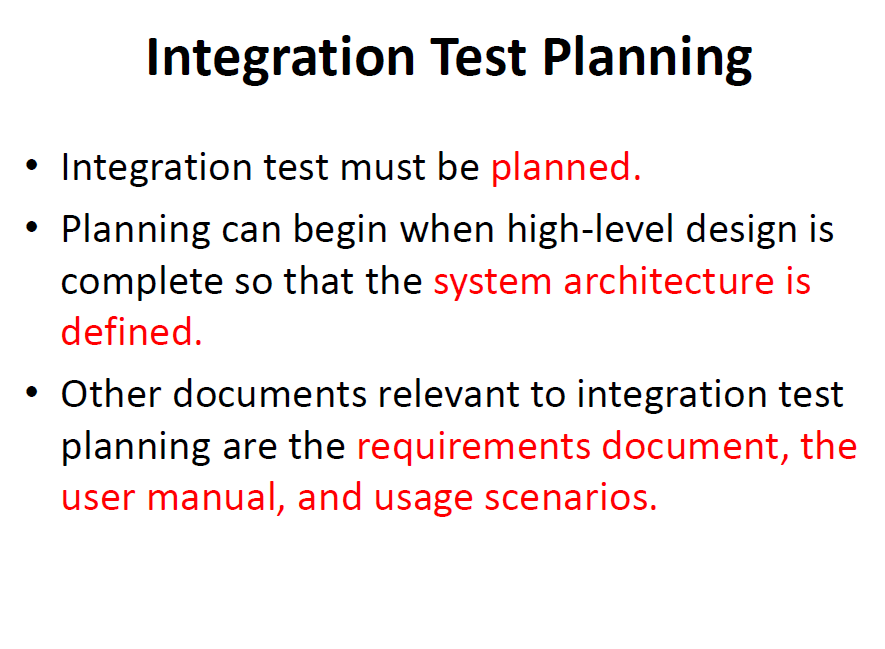 Integration Test Planning
• Integration test must be planned.
• Planning can begin when high-level design is
complete so that the system architecture is
defined.
• Other documents relevant to integration test
planning are the requirements document, the
user manual, and usage scenarios.